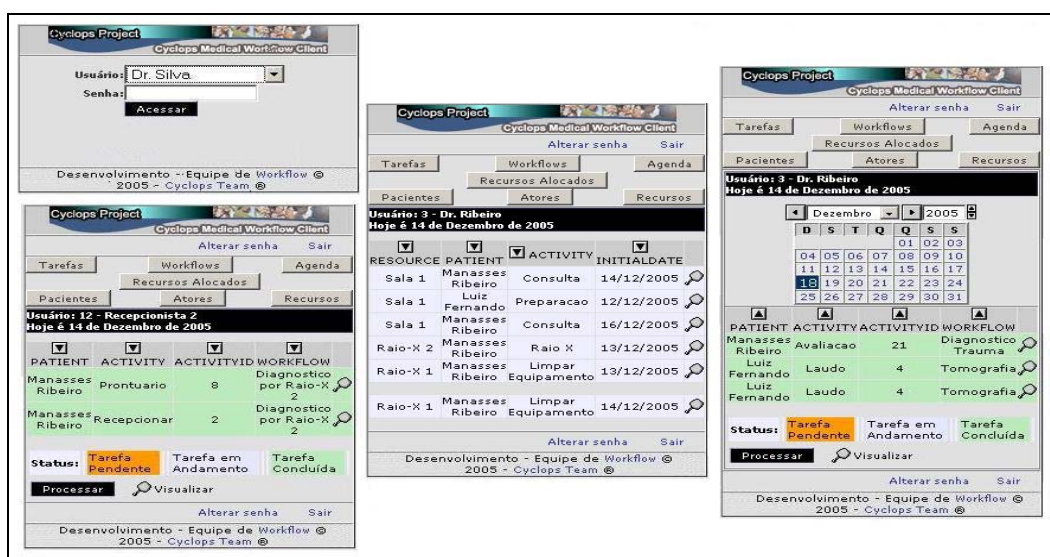 Cyclops Project
Cyclops Medical Workflow Client
Usuário: Dr. Silva
Senha:
Acessar
Desenvolvimento - Equipe de Workflow ©
2005 - Cyclops Team ®
Cyclops Project
Cyclops Medical Workflow Client
Alterar senha Sair
Tarefas Workflows Agenda
Recursos Alocados
Pacientes Atores Recursos
Usuário: 12 - Recepcionista 2
Hoje é 14 de Dezembro de 2005
PATIENT ACTIVITY ACTIVITYID WORKFLOW
Manasses Ribeiro Prontuario 8 Diagnostico por Raio-X 2
Manasses Ribeiro Recepcionar 2 Diagnostico por Raio-X 2
Status: Tarefa Pendente Tarefa em Andamento Tarefa Concluída
Processar Visualizar
Alterar senha Sair
Desenvolvimento - Equipe de Workflow ©
2005 - Cyclops Team ®
Cyclops Project
Cyclops Medical Workflow Client
Alterar senha Sair
Tarefas Workflows Agenda
Recursos Alocados
Pacientes Atores Recursos
Usuário: 3 - Dr. Ribeiro
Hoje é 14 de Dezembro de 2005
RESOURCE PATIENT ACTIVITY INITIALDATE
Sala 1 Manasses Ribeiro Consulta 14/12/2005
Sala 1 Luiz Fernando Preparacao 12/12/2005
Sala 1 Manasses Ribeiro Consulta 16/12/2005
Raio-X 2 Manasses Ribeiro Raio X 13/12/2005
Raio-X 1 Manasses Ribeiro Limpar Equipamento 13/12/2005
Raio-X 1 Manasses Ribeiro Limpar Equipamento 14/12/2005
Alterar senha Sair
Desenvolvimento - Equipe de Workflow ©
2005 - Cyclops Team ®
Cyclops Project
Cyclops Medical Workflow Client
Alterar senha Sair
Tarefas Workflows Agenda
Recursos Alocados
Pacientes Atores Recursos
Usuário: 3 - Dr. Ribeiro
Hoje é 14 de Dezembro de 2005
Dezembro 2005
D S T Q Q S S
01 02 03
04 05 06 07 08 09 10
11 12 13 14 15 16 17
18 19 20 21 22 23 24
25 26 27 28 29 30 31
PATIENT ACTIVITY ACTIVITYID WORKFLOW
Manasses Ribeiro Avaliacao 21 Diagnostico Trauma
Luiz Fernando Laudo 4 Tomografia
Luiz Fernando Laudo 4 Tomografia
Status: Tarefa Pendente Tarefa em Andamento Tarefa Concluída
Processar Visualizar
Alterar senha Sair
Desenvolvimento - Equipe de Workflow ©
2005 - Cyclops Team ®